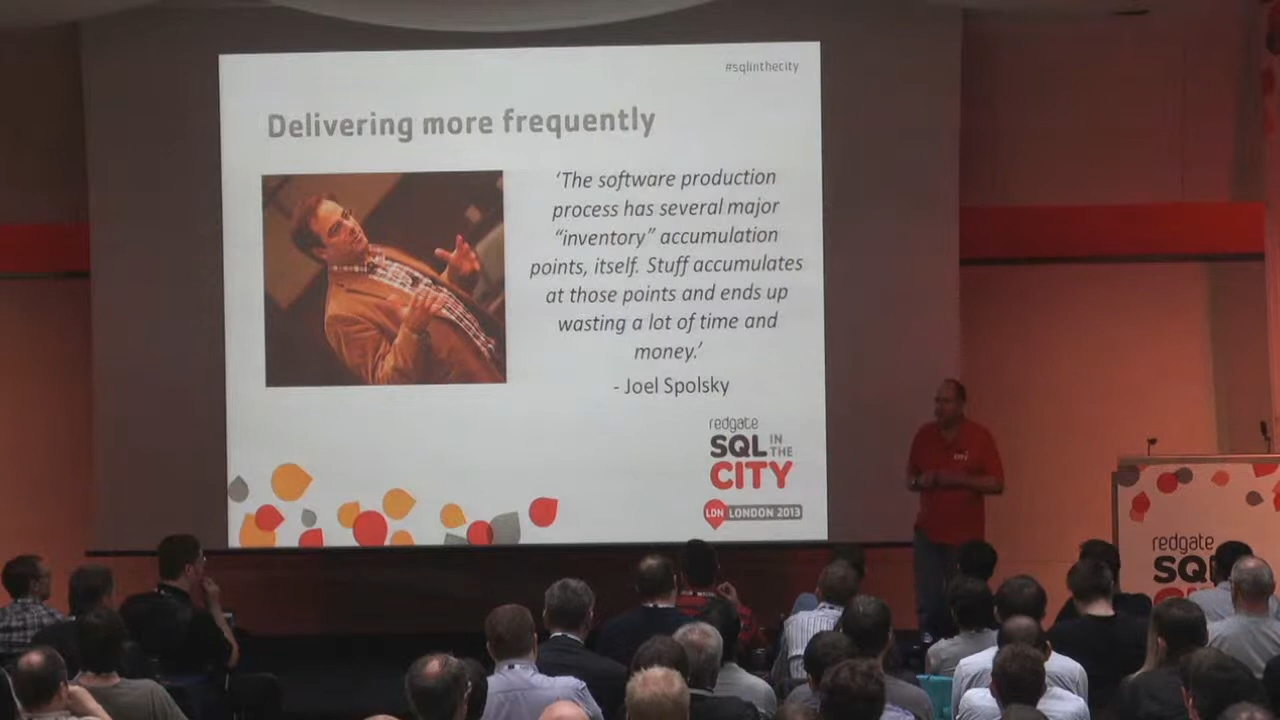 #sqlinthecity
Delivering more frequently
‘The software production
process has several major
“inventory” accumulation
points, itself. Stuff accumulates
at those points and ends up
wasting a lot of time and
money.’
- Joel Spolsky
redgate
SQL IN THE
CITY
LDN LONDON 2013
redgate
SQL